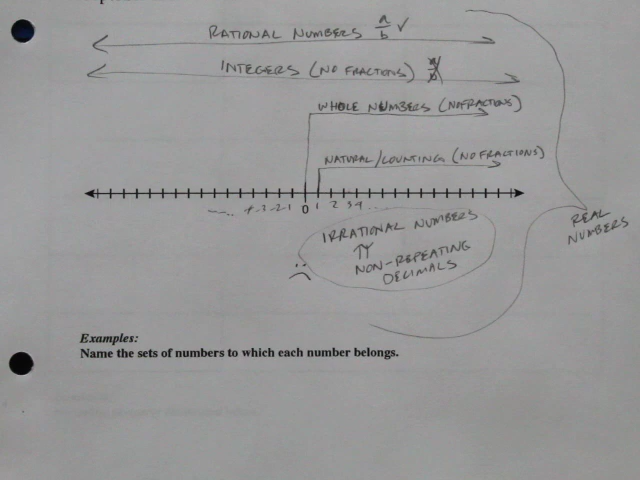 RATIONAL NUMBERS a/b ✓
INTEGERS (NO FRACTIONS) a/b
WHOLE NUMBERS (NO FRACTIONS)
NATURAL/COUNTINGS (NO FRACTIONS)
-4 -3 -2 -1 0 1 2 3 4
IRRATIONAL NUMBERS
π
NON-REPEATING
DECIMALS
REAL
NUMBERS
Examples:
Name the sets of numbers to which each number belongs.